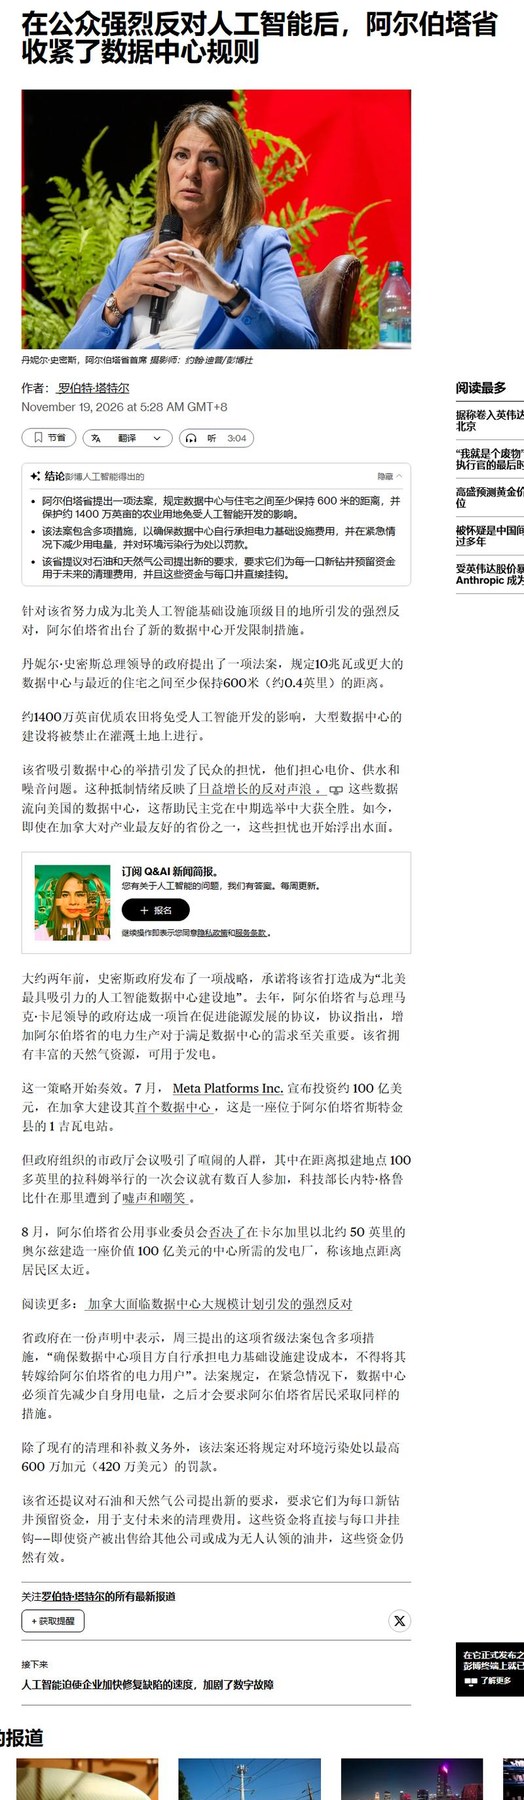 在公众强烈反对人工智能后，阿尔伯塔省
收紧了数据中心规则
丹妮尔·史密斯，阿尔伯塔省首席 摄影师：约翰·迪普/彭博社
作者： 罗伯特·塔特尔
November 19, 2026 at 5:28 AM GMT+8
节省
翻译
听 3:04
结论彭博人工智能得出的
隐藏
阿尔伯塔省提出一项法案，规定数据中心与住宅之间至少保持 600 米的距离，并
保护约 1400 万英亩的农业用地免受人工智能开发的影响。
该法案包含多项措施，以确保数据中心自行承担电力基础设施费用，并在紧急情
况下减少用电量，并对环境污染行为处以罚款。
该省提议对石油和天然气公司提出新的要求，要求它们为每一口新钻井预留资金
用于未来的清理费用，并且这些资金与每口井直接挂钩。
针对该省努力成为北美人工智能基础设施顶级目的地所引发的强烈反
对，阿尔伯塔省出台了新的数据中心开发限制措施。
丹妮尔·史密斯总理领导的政府提出了一项法案，规定10兆瓦或更大的
数据中心与最近的住宅之间至少保持600米（约0.4英里）的距离。
约1400万英亩优质农田将免受人工智能开发的影响，大型数据中心的
建设将被禁止在灌溉土地上进行。
该省吸引数据中心的举措引发了民众的担忧，他们担心电价、供水和
噪音问题。这种抵制情绪反映了日益增长的反对声浪 。 这些数据
流向美国的数据中心，这帮助民主党在中期选举中大获全胜。如今，
即使在加拿大对产业最友好的省份之一，这些担忧也开始浮出水面。
订阅 Q&AI 新闻简报。
您有关于人工智能的问题，我们有答案。每周更新。
+ 报名
继续操作即表示您同意隐私政策和服务条款 。
大约两年前，史密斯政府发布了一项战略，承诺将该省打造成为“北美
最具吸引力的人工智能数据中心建设地”。去年，阿尔伯塔省与总理马
克·卡尼领导的政府达成一项旨在促进能源发展的协议，协议指出，增
加阿尔伯塔省的电力生产对于满足数据中心的需求至关重要。该省拥
有丰富的天然气资源，可用于发电。
这一策略开始奏效。7 月， Meta Platforms Inc. 宣布投资约 100 亿美
元，在加拿大建设其首个数据中心 ，这是一座位于阿尔伯塔省斯特金
县的 1 吉瓦电站。
但政府组织的市政厅会议吸引了喧闹的人群，其中在距离拟建地点 100
多英里的拉科姆举行的一次会议就有数百人参加，科技部长内特·格鲁
比什在那里遭到了嘘声和嘲笑 。
8 月，阿尔伯塔省公用事业委员会否决了在卡尔加里以北约 50 英里的
奥尔兹建造一座价值 100 亿美元的中心所需的发电厂，称该地点距离
居民区太近。
阅读更多： 加拿大面临数据中心大规模计划引发的强烈反对
省政府在一份声明中表示，周三提出的这项省级法案包含多项措
施，“确保数据中心项目方自行承担电力基础设施建设成本，不得将其
转嫁给阿尔伯塔省的电力用户”。法案规定，在紧急情况下，数据中心
必须首先减少自身用电量，之后才会要求阿尔伯塔省居民采取同样的
措施。
除了现有的清理和补救义务外，该法案还将规定对环境污染处以最高
600 万加元（420 万美元）的罚款。
该省还提议对石油和天然气公司提出新的要求，要求它们为每口新钻
井预留资金，用于支付未来的清理费用。这些资金将直接与每口井挂
钩——即使资产被出售给其他公司或成为无人认领的油井，这些资金仍
然有效。
关注罗伯特·塔特尔的所有最新报道
+ 获取提醒
接下来
人工智能迫使企业加快修复缺陷的速度，加剧了数字故障
阅读最多
据称卷入英伟达
北京
“我就是个废物”
执行官的最后时
高盛预测黄金价
位
被怀疑是中国间
过多年
受英伟达股价暴
Anthropic 成为
在它正式发布之
彭博终端上就已
了解更多
的报道